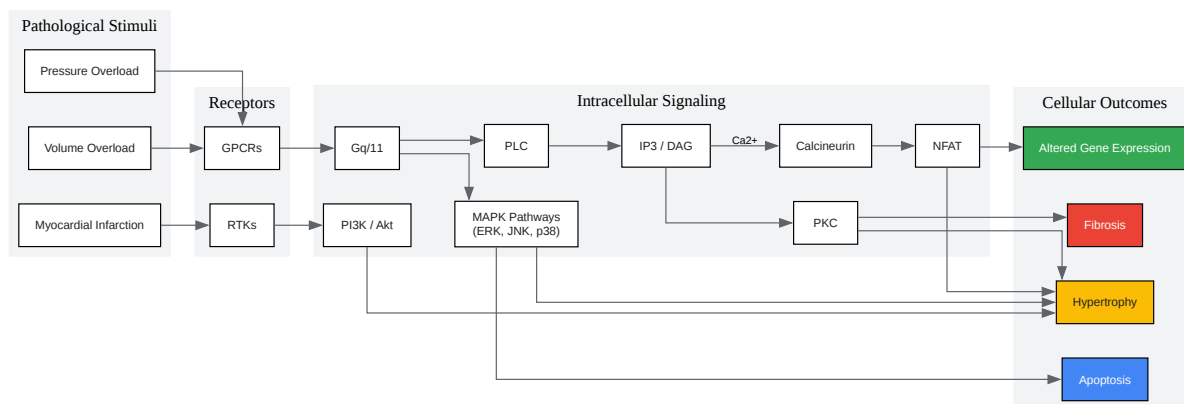 Pathological Stimuli
Pressure Overload
Volume Overload
Myocardial Infarction
Receptors
GPCRs
RTKs
Intracellular Signaling
Gq/11
PLC
IP3 / DAG
Ca2+
Calcineurin
NFAT
PI3K / Akt
MAPK Pathways
(ERK, JNK, p38)
PKC
Cellular Outcomes
Altered Gene Expression
Fibrosis
Hypertrophy
Apoptosis